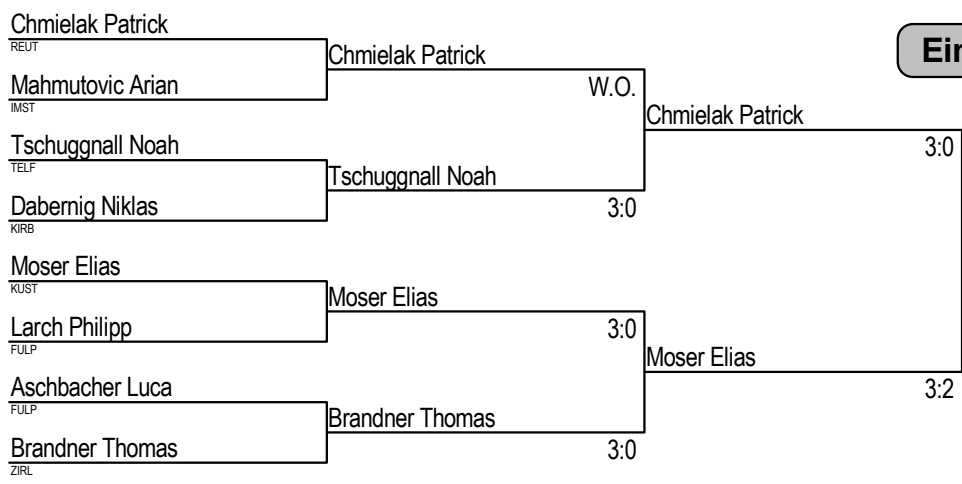 Chmielak Patrick
REUT
Chmielak Patrick
Mahmutovic Arian
W.O.
IMST
Chmielak Patrick
Tschuggnall Noah
3:0
TELF
Tschuggnall Noah
Dabernig Niklas
3:0
KIRB
Moser Elias
KUST
Moser Elias
Larch Philipp
3:0
FULP
Moser Elias
Aschbacher Luca
3:2
FULP
Brandner Thomas
Brandner Thomas
3:0
ZIRL